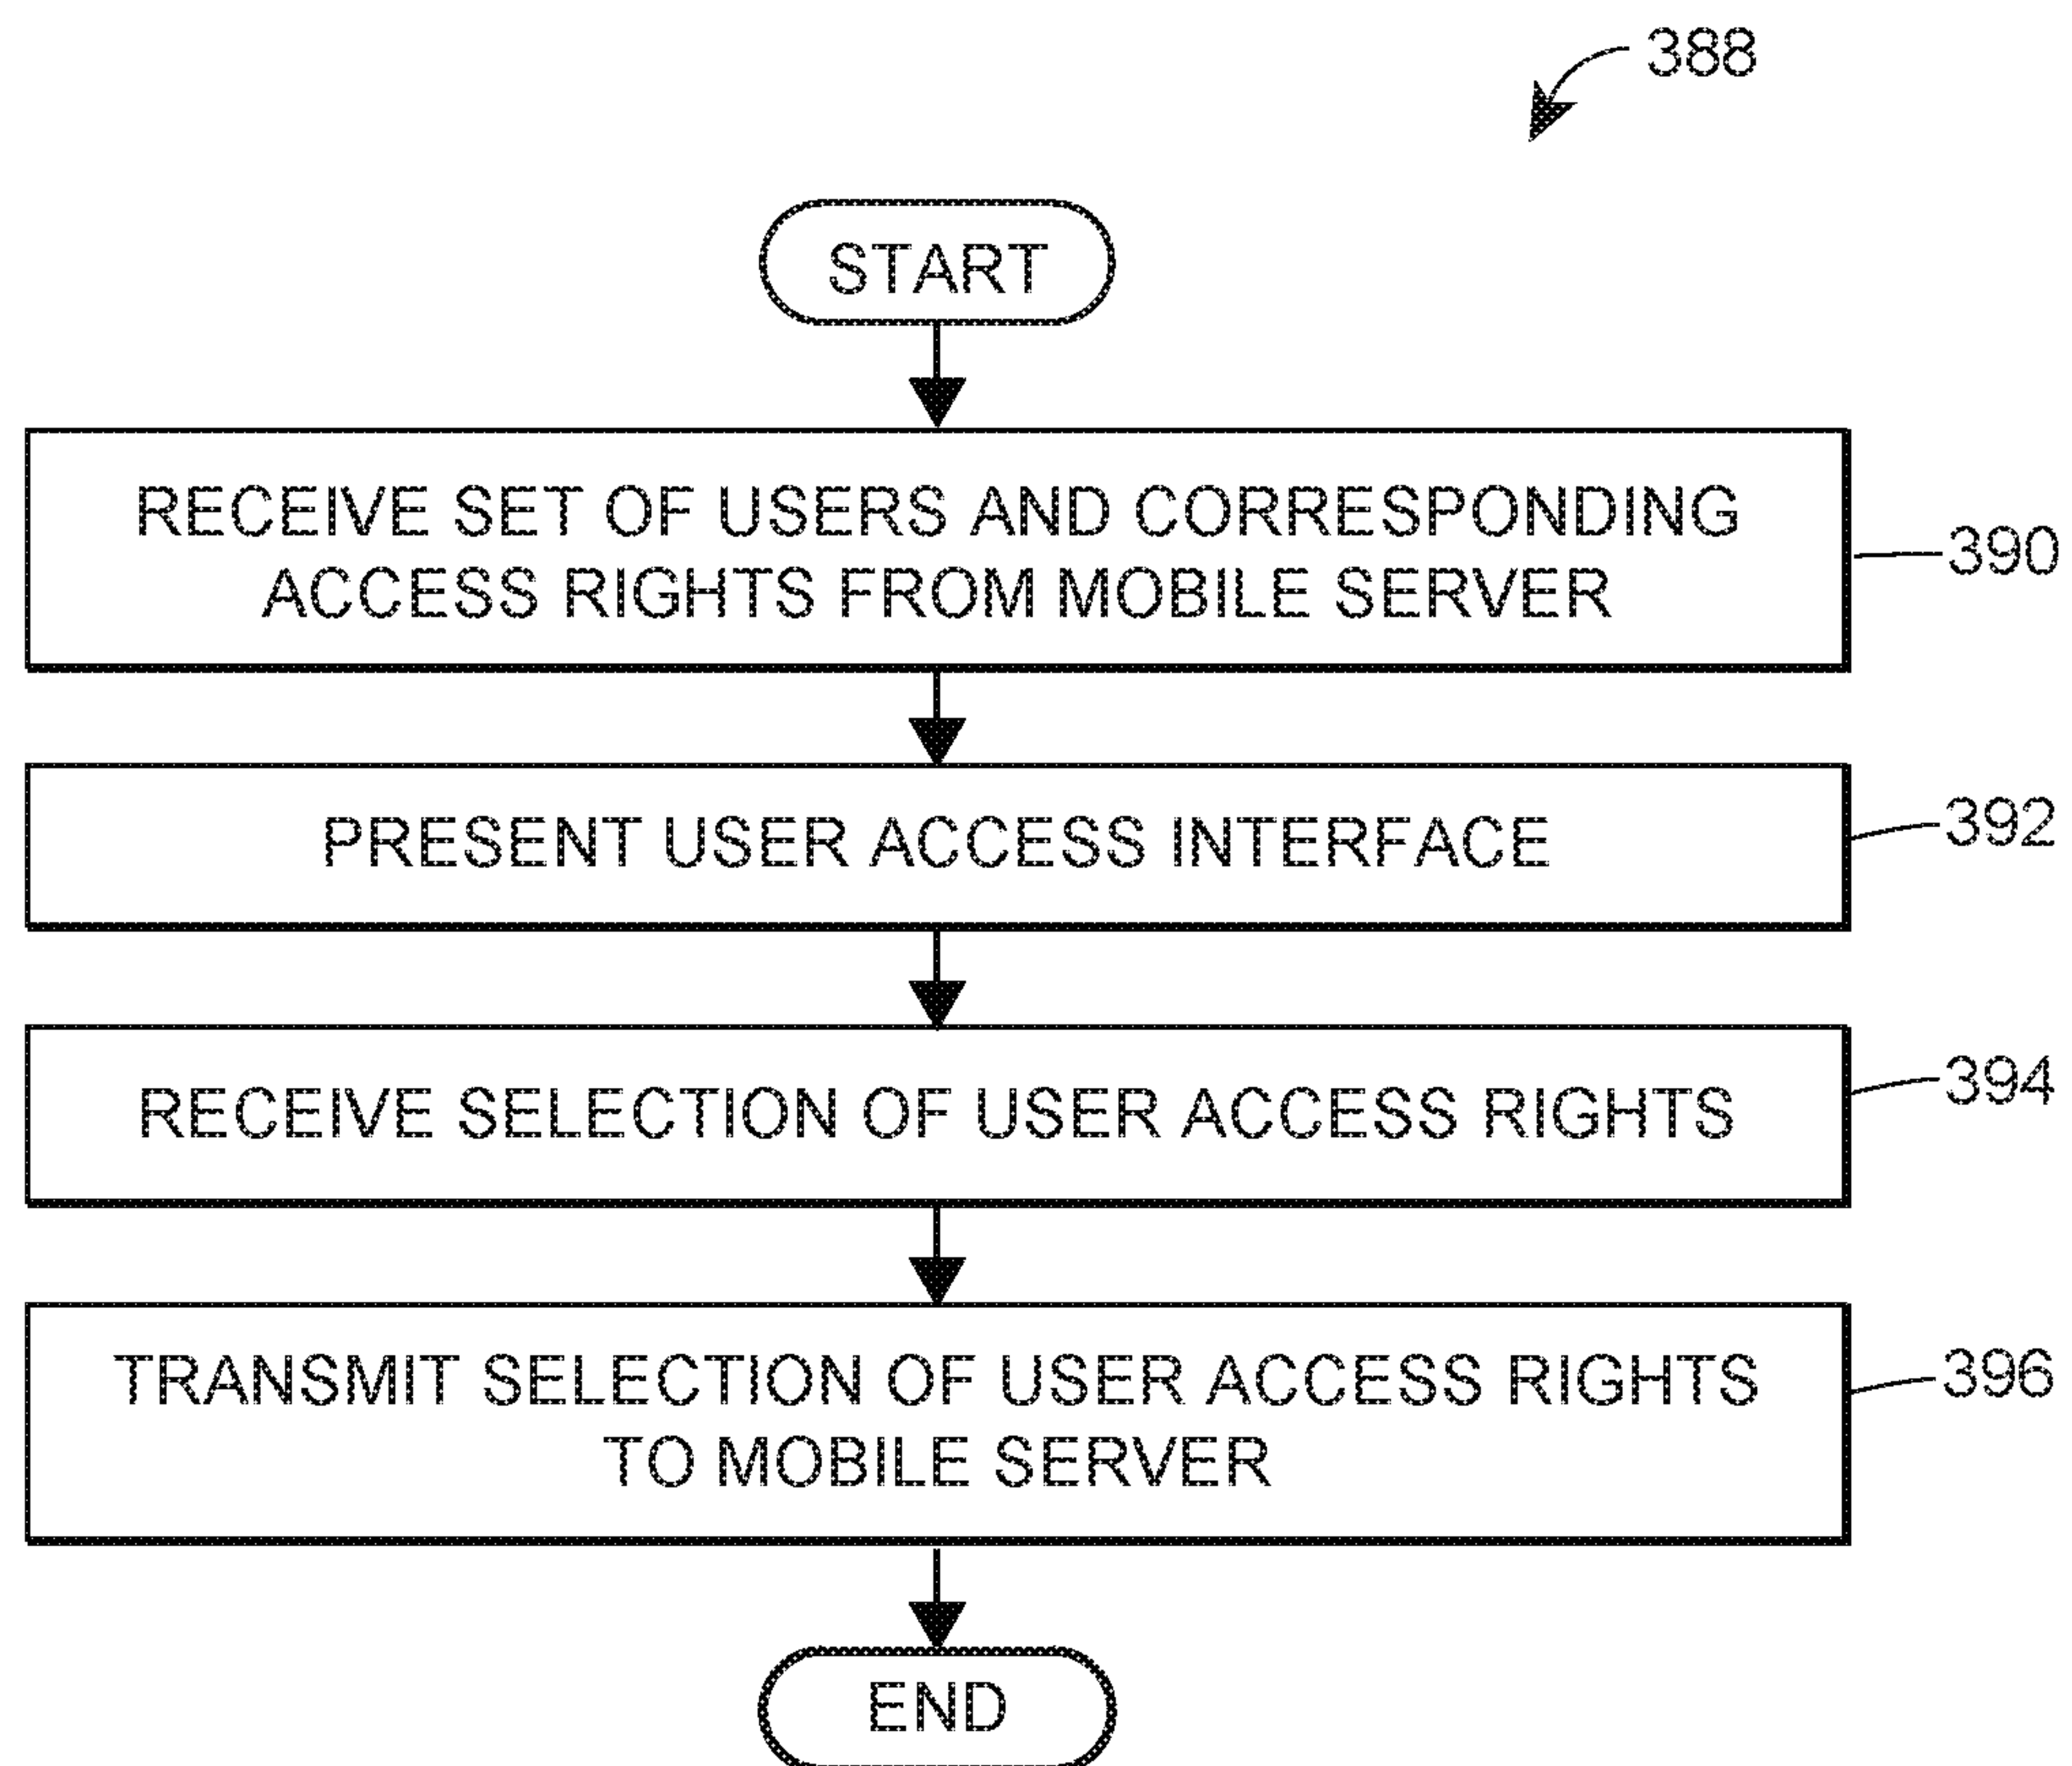 388
START
RECEIVE SET OF USERS AND CORRESPONDING
ACCESS RIGHTS FROM MOBILE SERVER
390
PRESENT USER ACCESS INTERFACE
392
RECEIVE SELECTION OF USER ACCESS RIGHTS
394
TRANSMIT SELECTION OF USER ACCESS RIGHTS
TO MOBILE SERVER
396
END